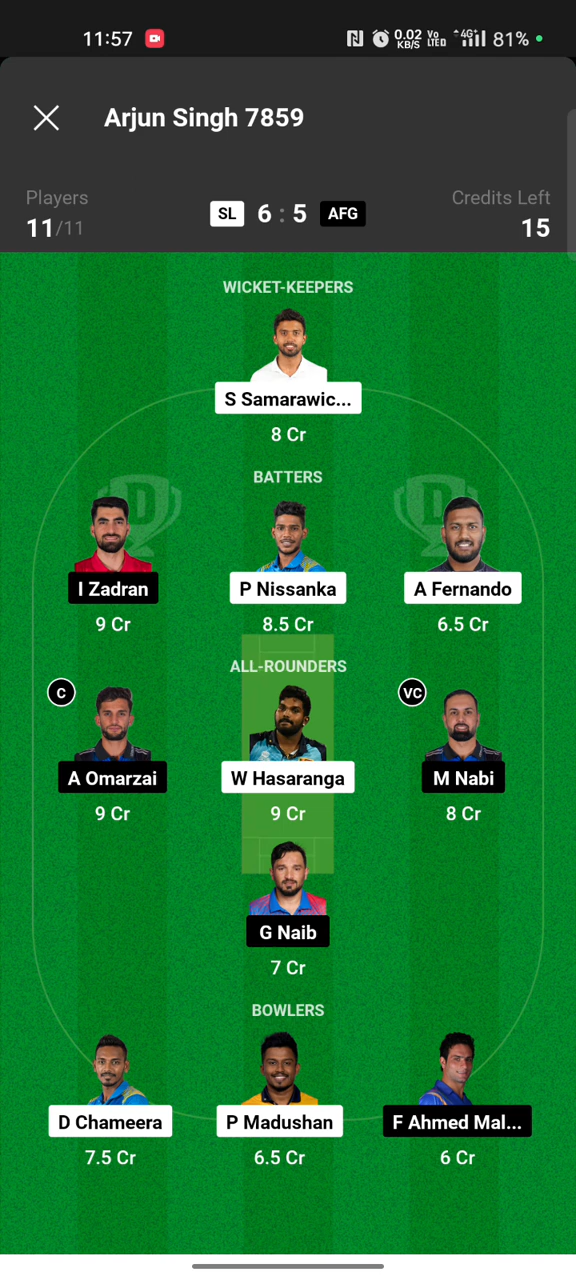 11:57 0.02 KB/S Vo LTED 4G+ 81%
Arjun Singh 7859
Players Credits Left
11/11 SL 6 : 5 AFG 15
WICKET-KEEPERS
S Samarawic...
8 Cr
BATTERS
I Zadran P Nissanka A Fernando
9 Cr 8.5 Cr 6.5 Cr
ALL-ROUNDERS
C VC
A Omarzai W Hasaranga M Nabi
9 Cr 9 Cr 8 Cr
G Naib
7 Cr
BOWLERS
D Chameera P Madushan F Ahmed Mal...
7.5 Cr 6.5 Cr 6 Cr